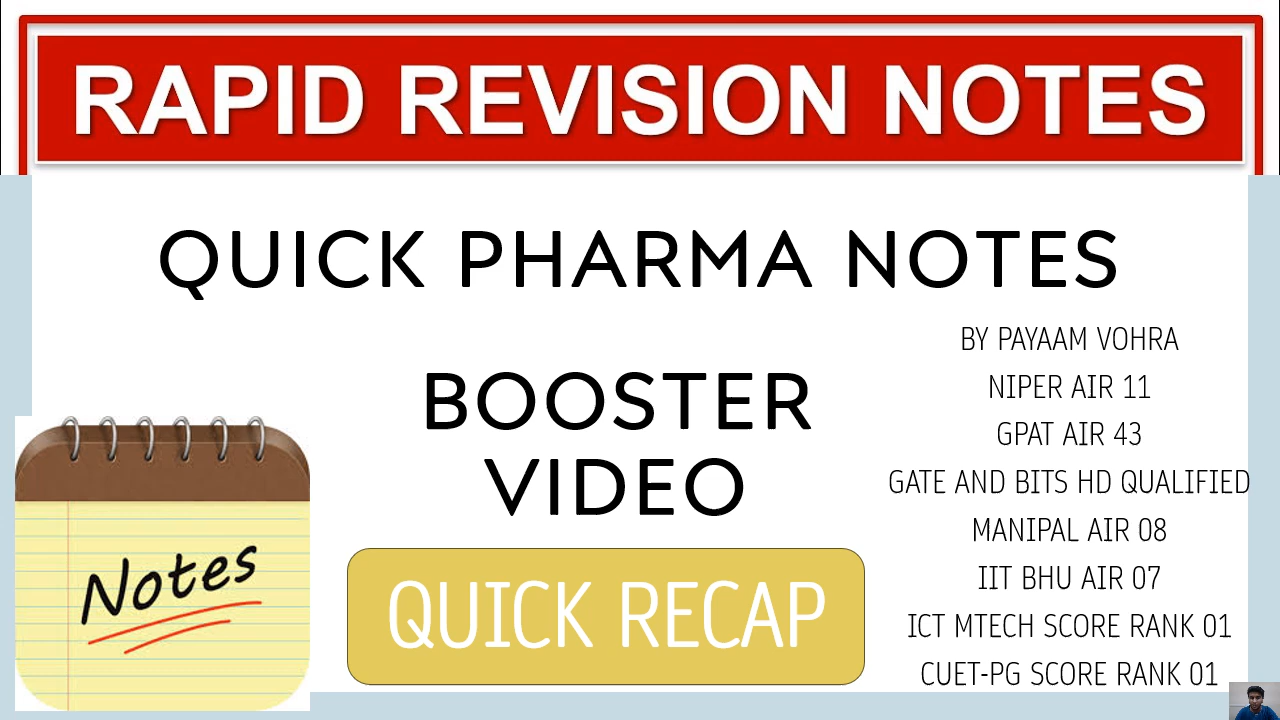 RAPID REVISION NOTES
QUICK PHARMA NOTES
BOOSTER
VIDEO
QUICK RECAP
Notes
BY PAYAAM VOHRA
NIPER AIR 11
GPAT AIR 43
GATE AND BITS HD QUALIFIED
MANIPAL AIR 08
IIT BHU AIR 07
ICT MTECH SCORE RANK 01
CUET-PG SCORE RANK 01